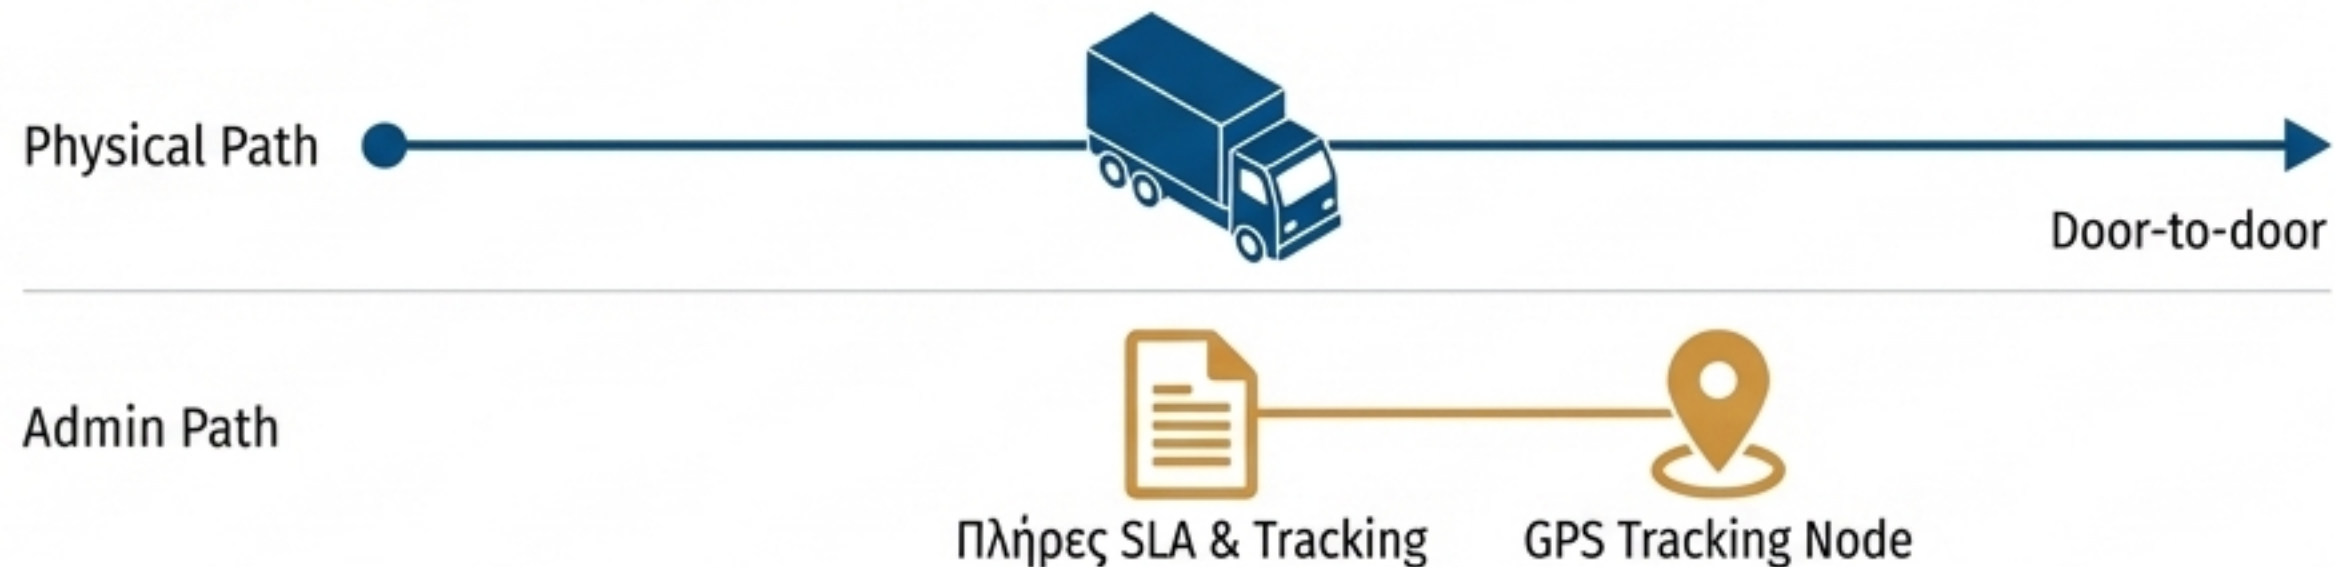 Physical Path
Door-to-door
Admin Path
Πλήρες SLA & Tracking
GPS Tracking Node